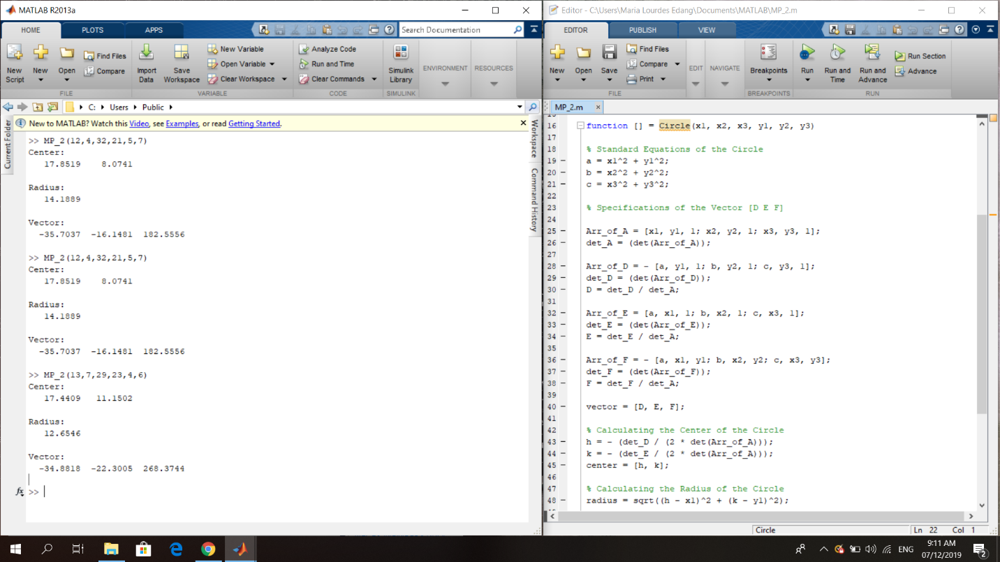 MATLAB R2013a
HOME PLOTS APPS Search Documentation
New Script New Open Find Files Compare Import Data Save Workspace New Variable Open Variable Clear Workspace Analyze Code Run and Time Clear Commands Simulink Library ENVIRONMENT RESOURCES
FILE VARIABLE CODE SIMULINK
C: Users Public
Current Folder
New to MATLAB? Watch this Video, see Examples, or read Getting Started.
Workspace
Command History
>> MP_2(12,4,32,21,5,7)
Center:
17.8519 8.0741
Radius:
14.1889
Vector:
-35.7037 -16.1481 182.5556
>> MP_2(12,4,32,21,5,7)
Center:
17.8519 8.0741
Radius:
14.1889
Vector:
-35.7037 -16.1481 182.5556
>> MP_2(13,7,29,23,4,6)
Center:
17.4409 11.1502
Radius:
12.6546
Vector:
-34.8818 -22.3005 268.3744
fx >>
Editor - C:\Users\Maria Lourdes Edang\Documents\MATLAB\MP_2.m
EDITOR PUBLISH VIEW
New Open Save Find Files Compare Print EDIT NAVIGATE Breakpoints Run Run and Time Run and Advance Run Section Advance
FILE BREAKPOINTS RUN
MP_2.m
16 function [] = Circle(x1, x2, x3, y1, y2, y3)
17
18 % Standard Equations of the Circle
19 - a = x1^2 + y1^2;
20 - b = x2^2 + y2^2;
21 - c = x3^2 + y3^2;
22
23 % Specifications of the Vector [D E F]
24
25 - Arr_of_A = [x1, y1, 1; x2, y2, 1; x3, y3, 1];
26 - det_A = (det(Arr_of_A));
27
28 - Arr_of_D = - [a, y1, 1; b, y2, 1; c, y3, 1];
29 - det_D = (det(Arr_of_D));
30 - D = det_D / det_A;
31
32 - Arr_of_E = [a, x1, 1; b, x2, 1; c, x3, 1];
33 - det_E = (det(Arr_of_E));
34 - E = det_E / det_A;
35
36 - Arr_of_F = - [a, x1, y1; b, x2, y2; c, x3, y3];
37 - det_F = (det(Arr_of_F));
38 - F = det_F / det_A;
39
40 - vector = [D, E, F];
41
42 % Calculating the Center of the Circle
43 - h = - (det_D / (2 * det(Arr_of_A)));
44 - k = - (det_E / (2 * det(Arr_of_A)));
45 - center = [h, k];
46
47 % Calculating the Radius of the Circle
48 - radius = sqrt((h - x1)^2 + (k - y1)^2);
Circle Ln 22 Col 1
ENG
9:11 AM
07/12/2019
2